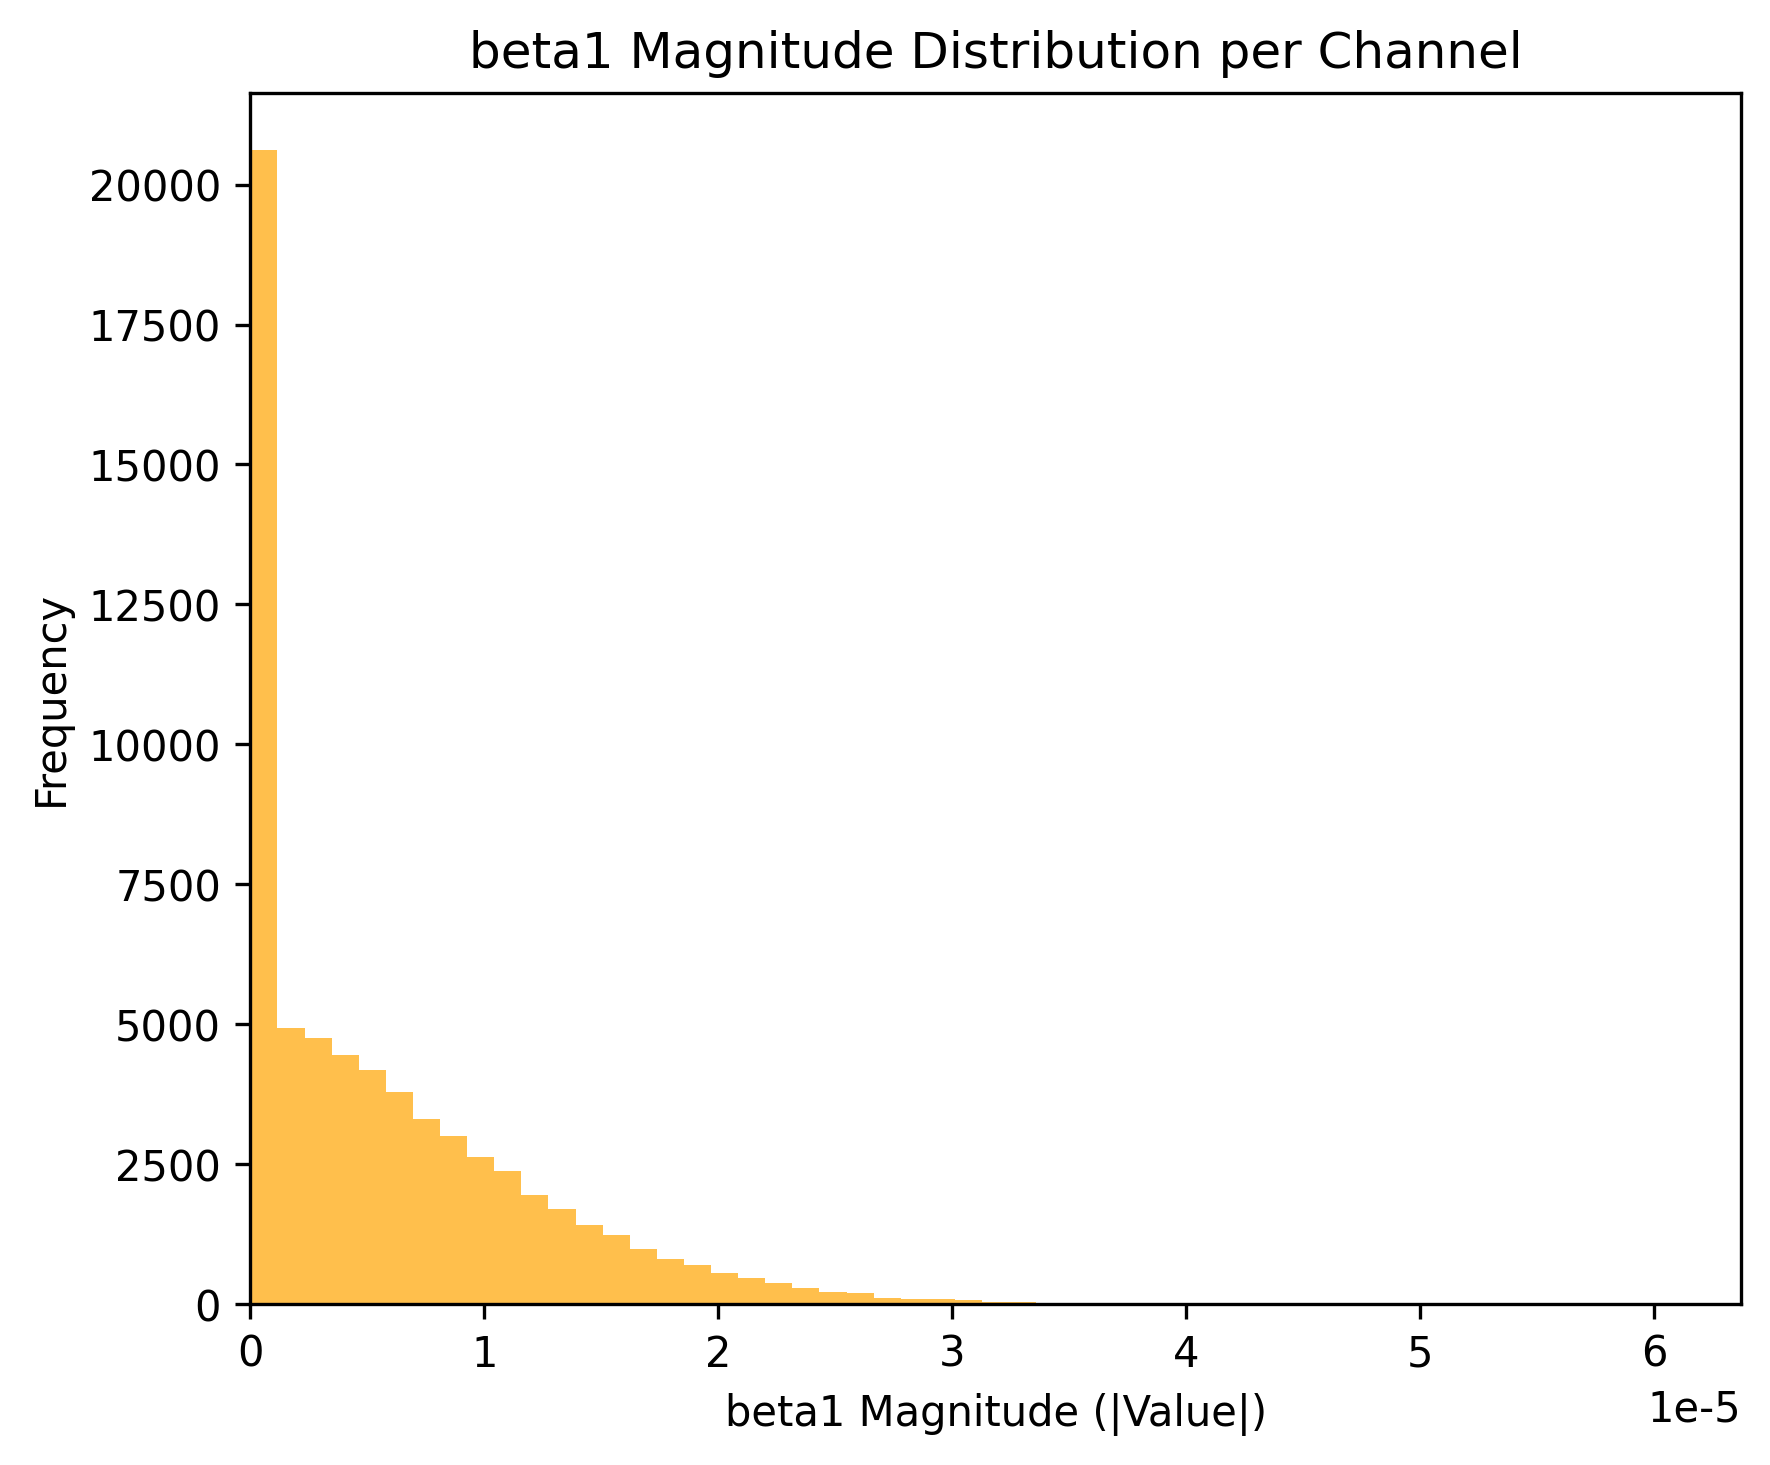 beta1 Magnitude Distribution per Channel
Frequency
20000
17500
15000
12500
10000
7500
5000
2500
0
0 1 2 3 4 5 6
1e-5
beta1 Magnitude (|Value|)